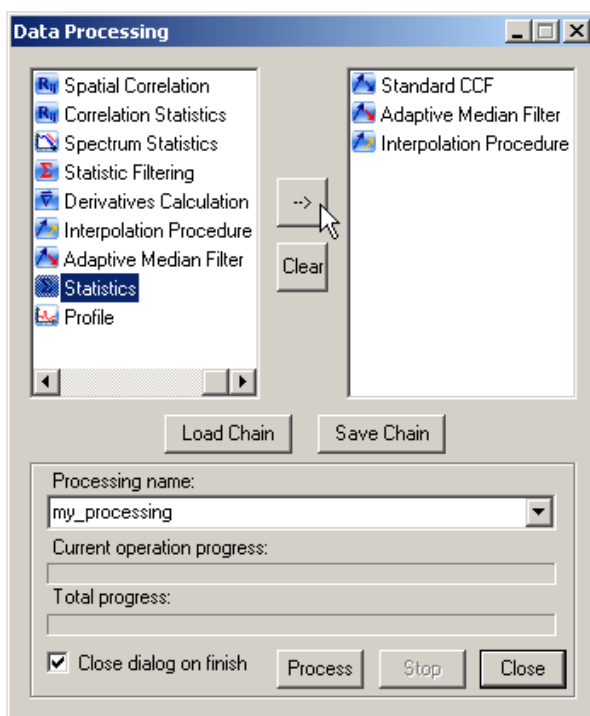 Data Processing
Spatial Correlation
Correlation Statistics
Spectrum Statistics
Statistic Filtering
Derivatives Calculation
Interpolation Procedure
Adaptive Median Filter
Statistics
Profile
-->
Clear
Standard CCF
Adaptive Median Filter
Interpolation Procedure
Load Chain
Save Chain
Processing name:
my_processing
Current operation progress:
Total progress:
Close dialog on finish
Process
Stop
Close